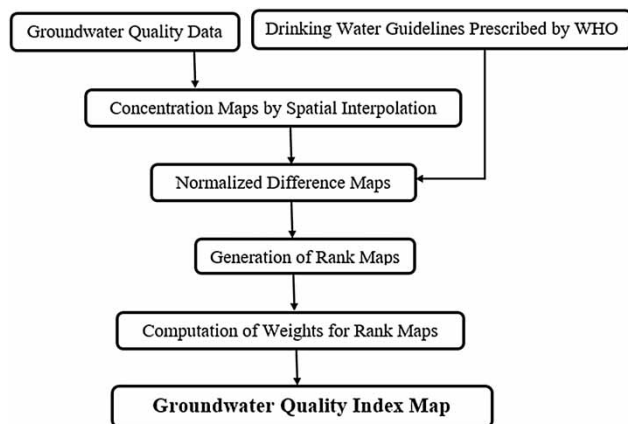 Groundwater Quality Data
Drinking Water Guidelines Prescribed by WHO
Concentration Maps by Spatial Interpolation
Normalized Difference Maps
Generation of Rank Maps
Computation of Weights for Rank Maps
Groundwater Quality Index Map